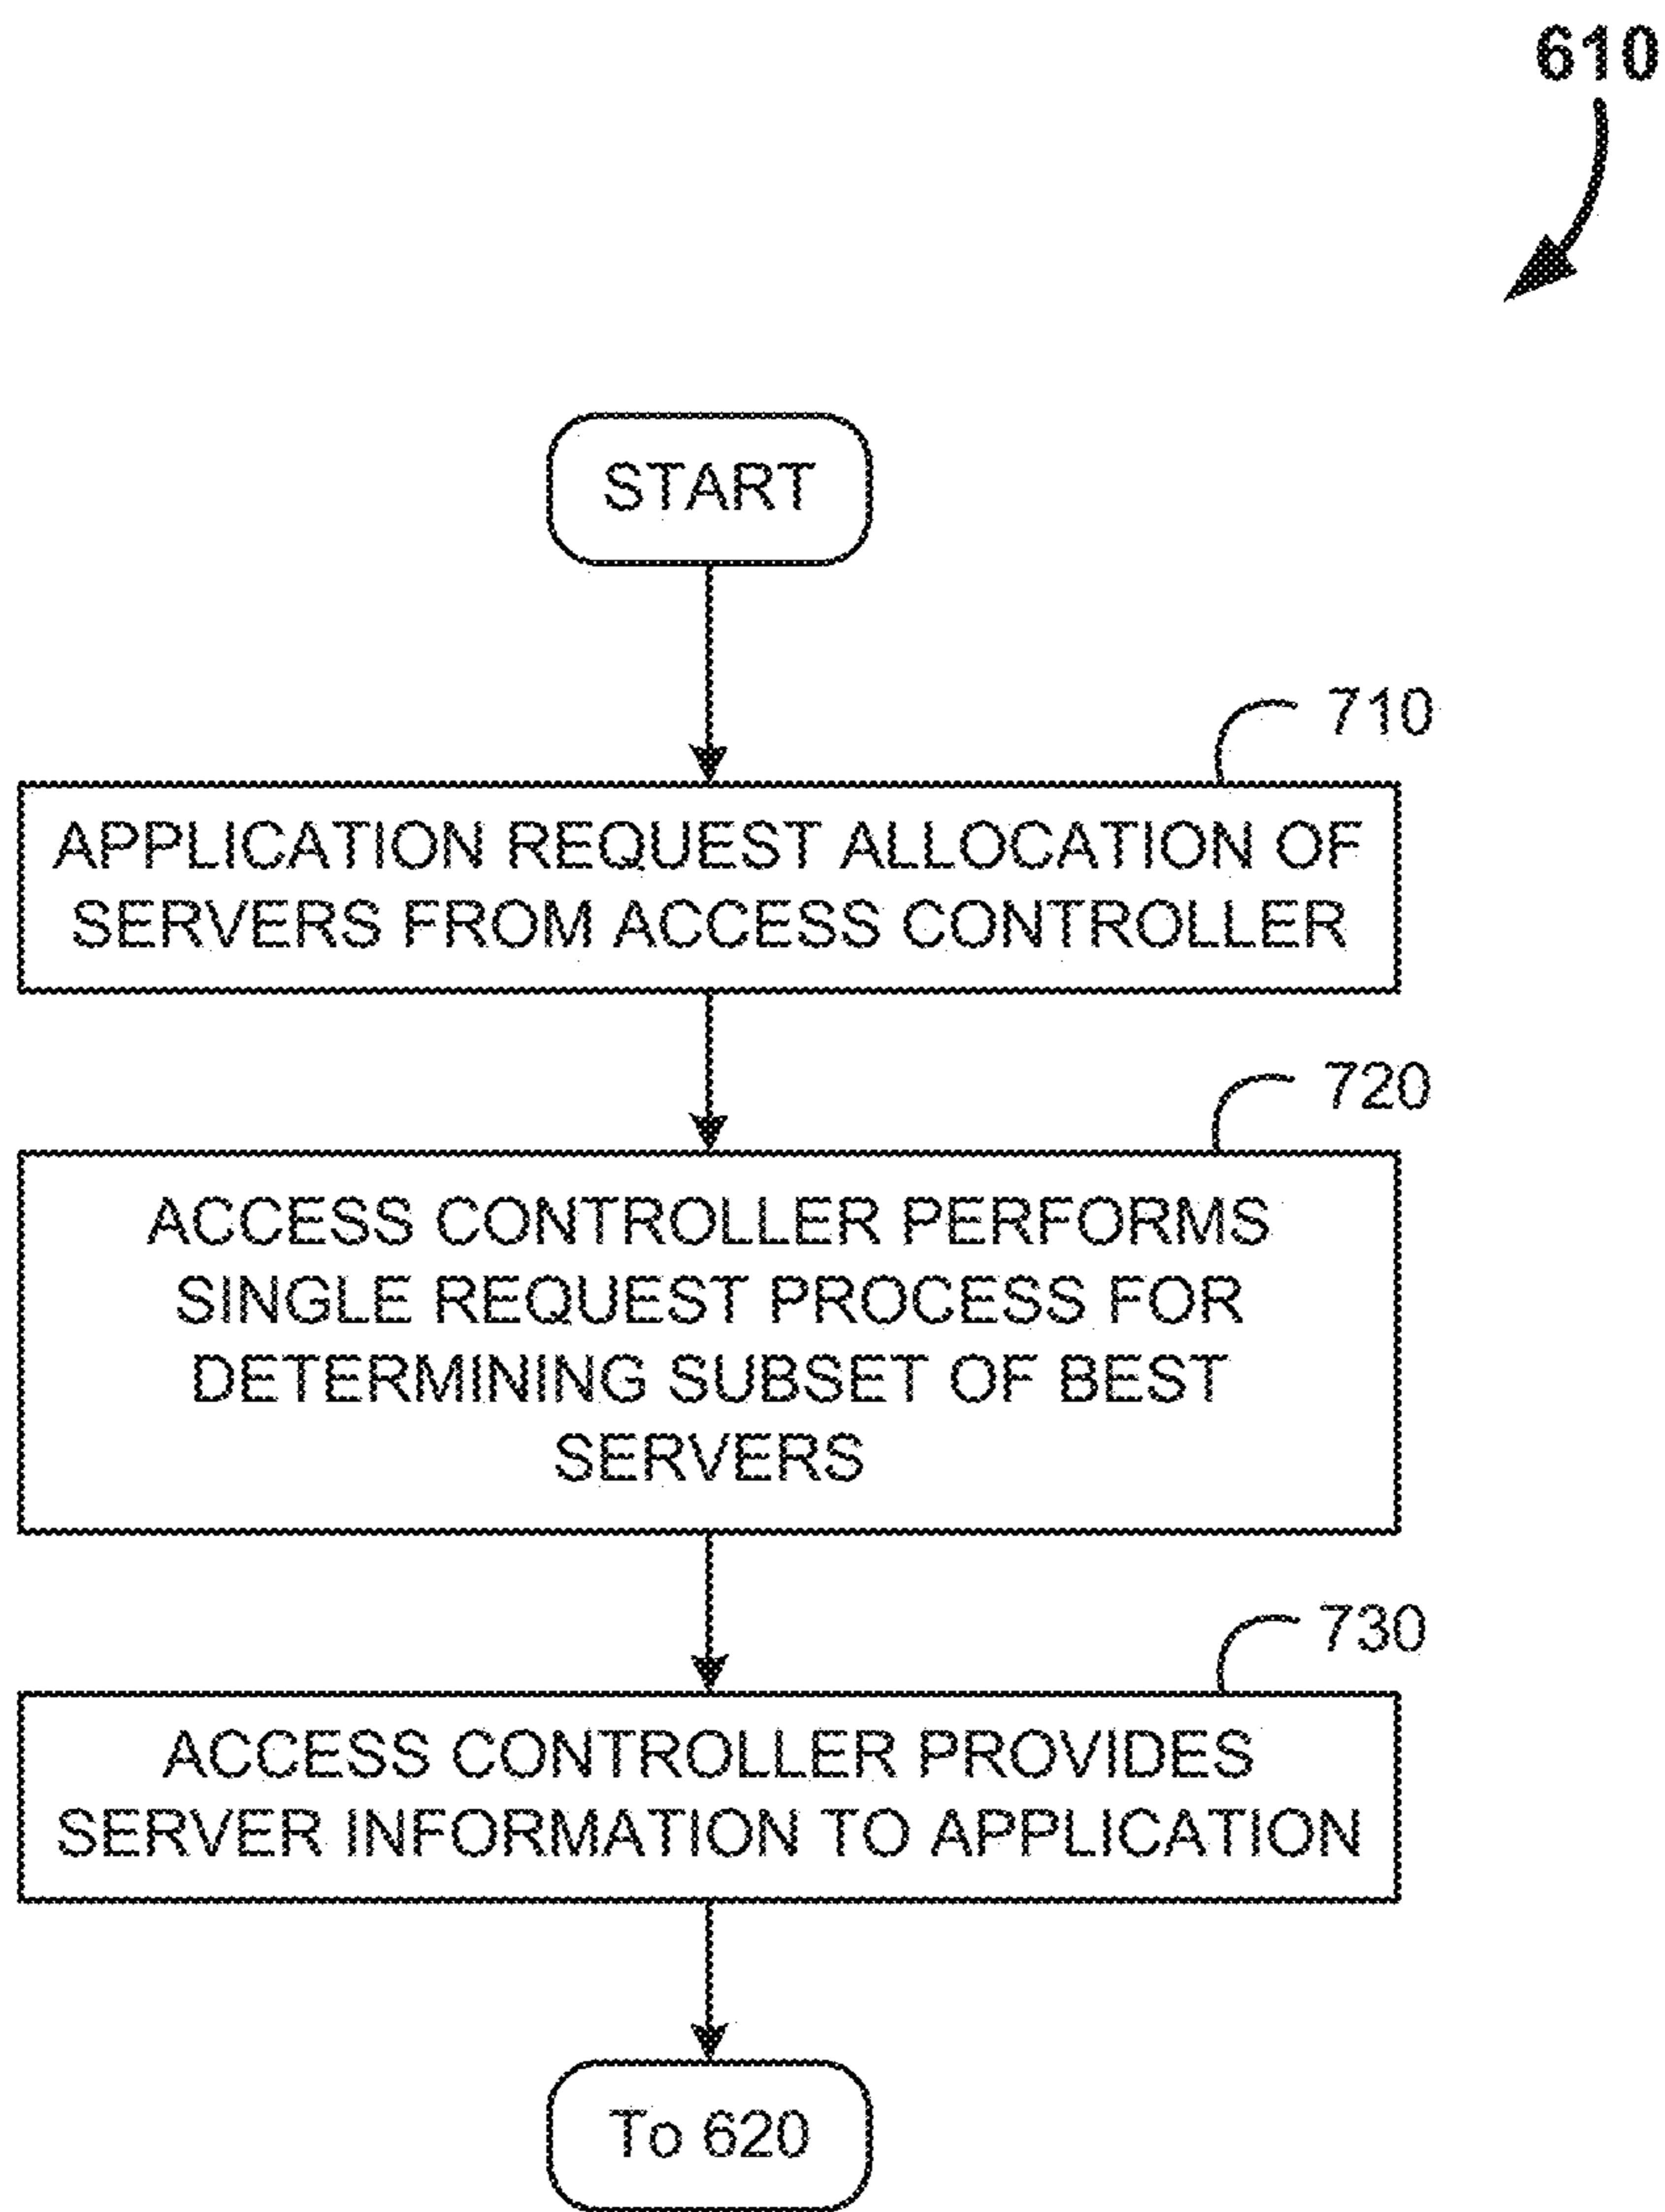 610
START
710
APPLICATION REQUEST ALLOCATION OF
SERVERS FROM ACCESS CONTROLLER
720
ACCESS CONTROLLER PERFORMS
SINGLE REQUEST PROCESS FOR
DETERMINING SUBSET OF BEST
SERVERS
730
ACCESS CONTROLLER PROVIDES
SERVER INFORMATION TO APPLICATION
To 620